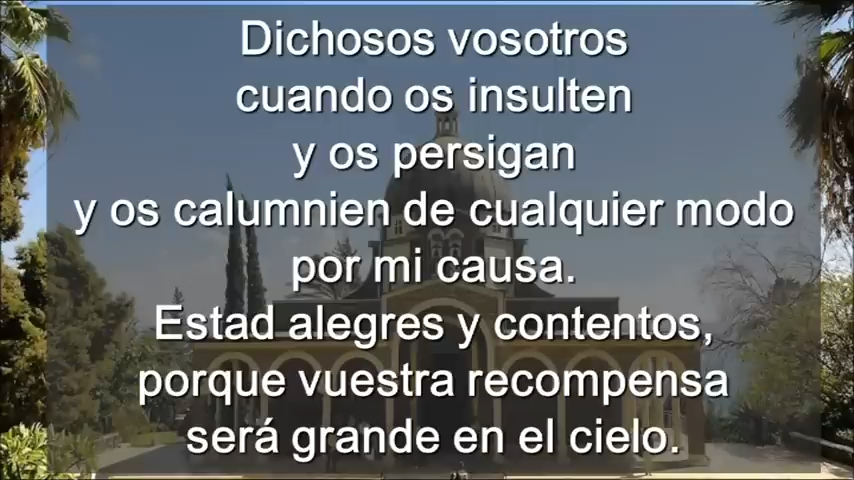 Dichosos vosotros
cuando os insulten
y os persigan
y os calumnien de cualquier modo
por mi causa.
Estad alegres y contentos,
porque vuestra recompensa
será grande en el cielo.